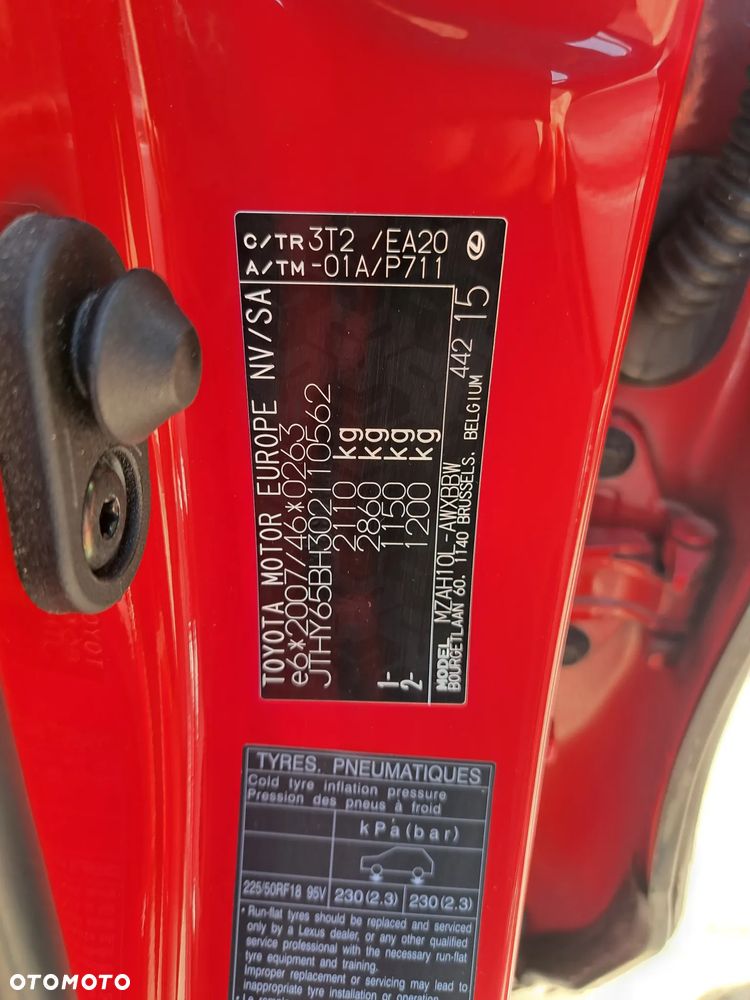 C/TR 3T2 /EA20
A/TM -01A/P711
TOYOTA MOTOR EUROPE NV/SA
e6*2007/46*0263
JTHY65BH302110562
2110 kg
2860 kg
1- 1150 kg
2- 1200 kg
MODEL MZAH10L-AWXBBW
BOURGETLAAN 60. 1140 BRUSSELS. BELGIUM
442 15
TYRES. PNEUMATIQUES
Cold tyre inflation pressure
Pression des pneus à froid
kPa(bar)
225/50RF18 95V 230(2.3) 230(2.3)
* Run-flat tyres should be replaced and serviced
only by a Lexus dealer, or any other qualified
service professional with the necessary run-flat
tyre equipment and training.
Improper replacement or servicing may lead to
inappropriate tyre installation or operation.
OTOMOTO